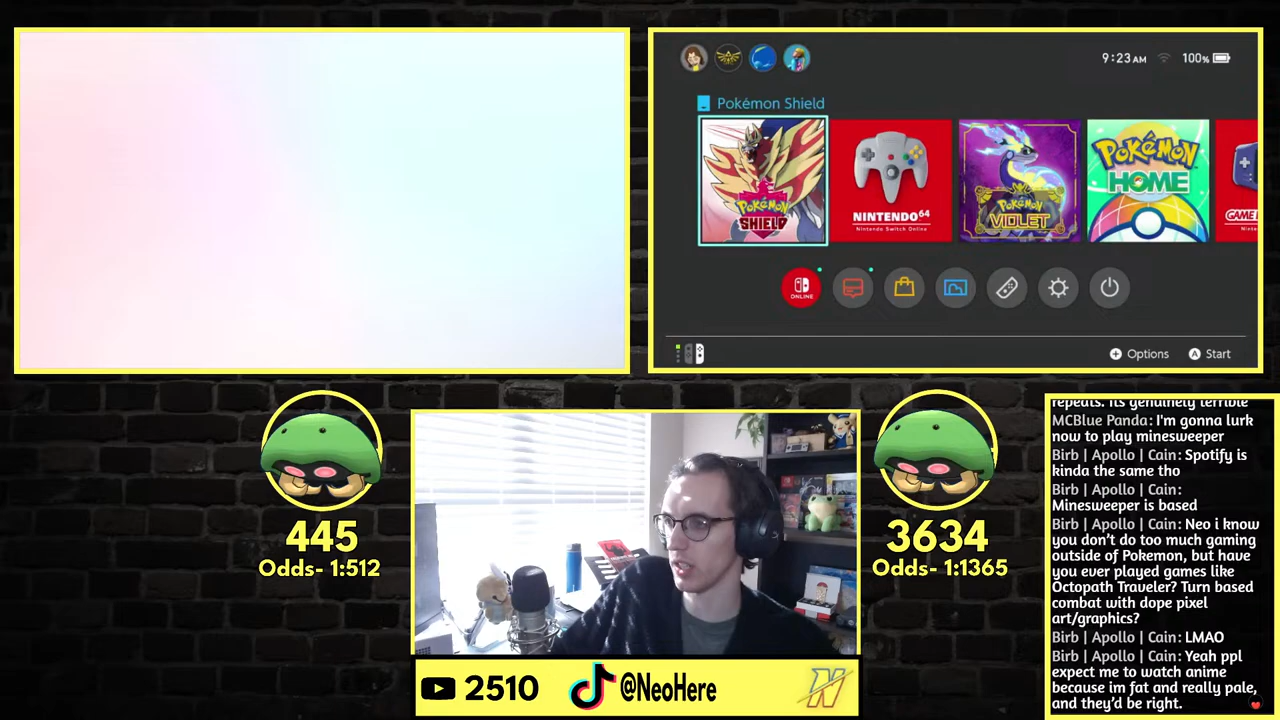 9:23 AM 100%
Pokémon Shield
POKÉMON SHIELD
NINTENDO 64
Nintendo Switch Online
POKÉMON VIOLET
POKÉMON HOME
ONLINE
Options Start
445
Odds- 1:512
3634
Odds- 1:1365
2510 @NeoHere
repeats. Its genuinely terrible
MCBlue Panda: I'm gonna lurk
now to play minesweeper
Birb | Apollo | Cain: Spotify is
kinda the same tho
Birb | Apollo | Cain:
Minesweeper is based
Birb | Apollo | Cain: Neo i know
you don't do too much gaming
outside of Pokemon, but have
you ever played games like
Octopath Traveler? Turn based
combat with dope pixel
art/graphics?
Birb | Apollo | Cain: LMAO
Birb | Apollo | Cain: Yeah ppl
expect me to watch anime
because im fat and really pale,
and they'd be right.